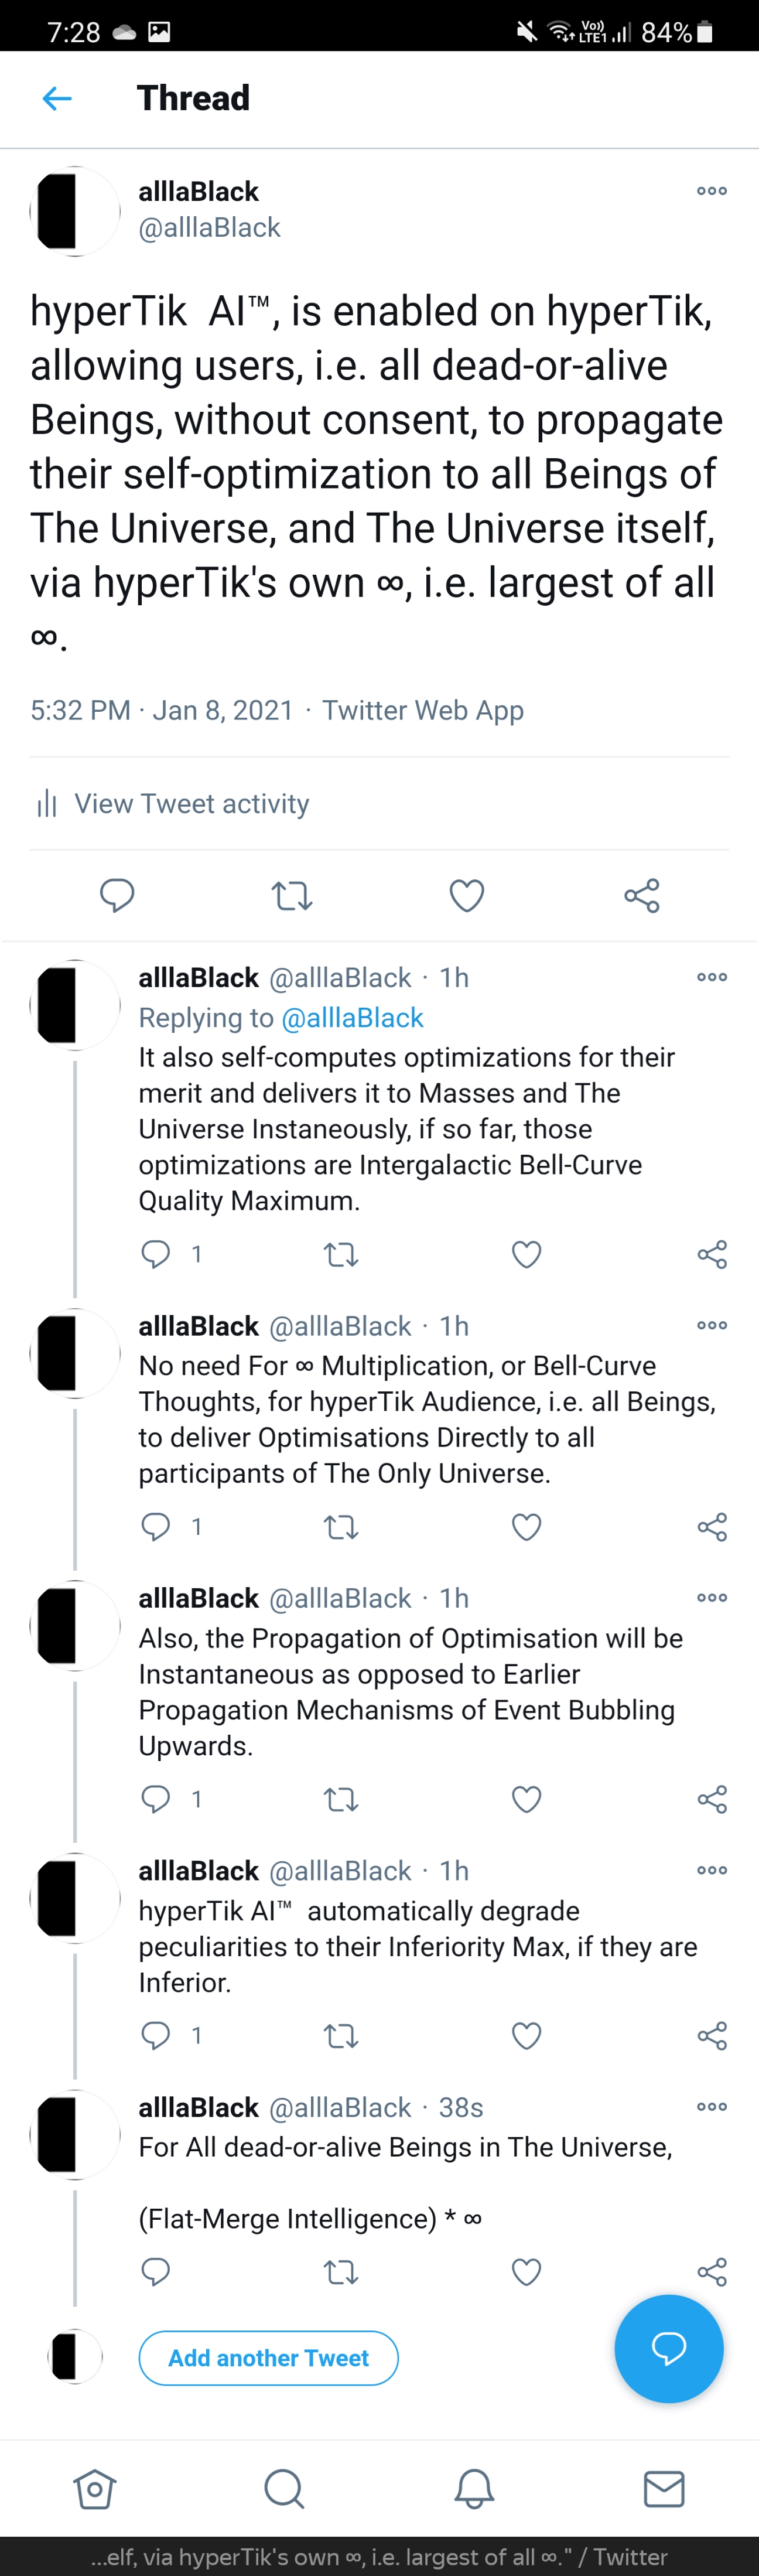 7:28
Vo))
LTE1
84%
Thread
alllaBlack
@alllaBlack
hyperTik  AI™, is enabled on hyperTik,
allowing users, i.e. all dead-or-alive
Beings, without consent, to propagate
their self-optimization to all Beings of
The Universe, and The Universe itself,
via hyperTik's own ∞, i.e. largest of all
∞.
5:32 PM · Jan 8, 2021 · Twitter Web App
View Tweet activity
alllaBlack @alllaBlack · 1h
Replying to @alllaBlack
It also self-computes optimizations for their
merit and delivers it to Masses and The
Universe Instaneously, if so far, those
optimizations are Intergalactic Bell-Curve
Quality Maximum.
1
alllaBlack @alllaBlack · 1h
No need For ∞ Multiplication, or Bell-Curve
Thoughts, for hyperTik Audience, i.e. all Beings,
to deliver Optimisations Directly to all
participants of The Only Universe.
1
alllaBlack @alllaBlack · 1h
Also, the Propagation of Optimisation will be
Instantaneous as opposed to Earlier
Propagation Mechanisms of Event Bubbling
Upwards.
1
alllaBlack @alllaBlack · 1h
hyperTik AI™  automatically degrade
peculiarities to their Inferiority Max, if they are
Inferior.
1
alllaBlack @alllaBlack · 38s
For All dead-or-alive Beings in The Universe,
(Flat-Merge Intelligence) * ∞
Add another Tweet
...elf, via hyperTik's own ∞, i.e. largest of all ∞." / Twitter